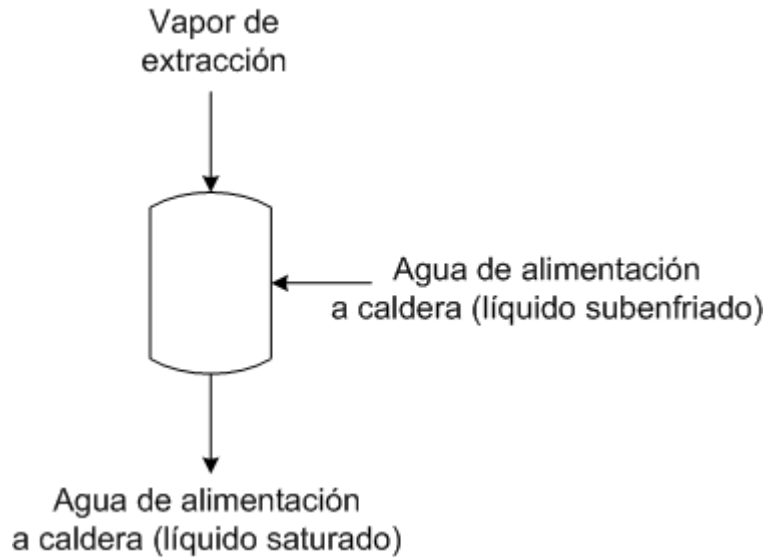 Vapor de
extracción
Agua de alimentación
a caldera (líquido subenfriado)
Agua de alimentación
a caldera (líquido saturado)